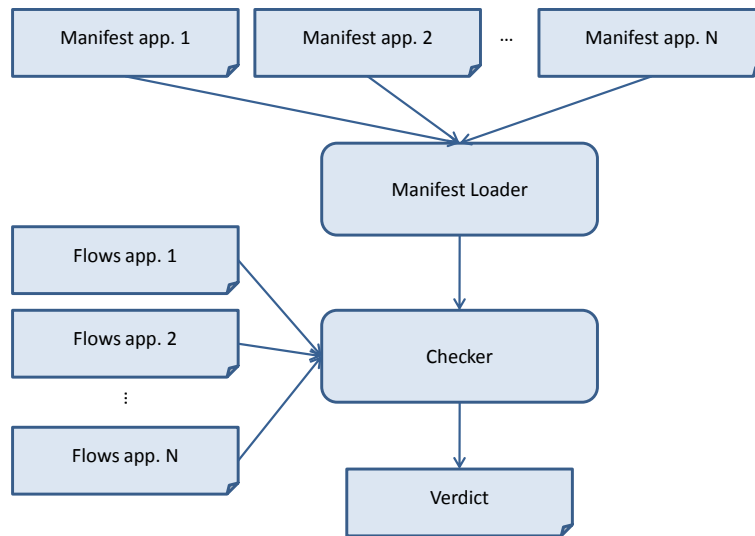 Manifest app. 1
Manifest app. 2
...
Manifest app. N
Manifest Loader
Flows app. 1
Flows app. 2
...
Flows app. N
Checker
Verdict